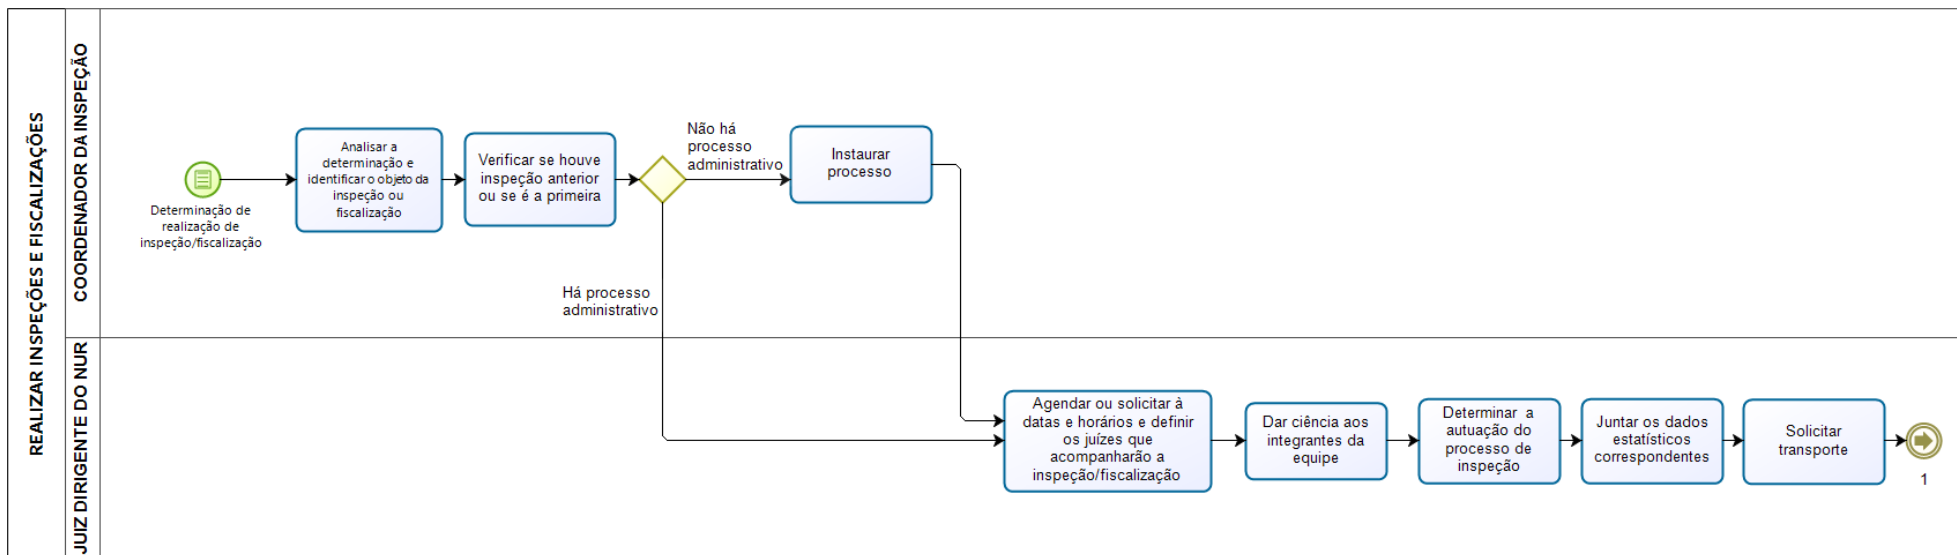 REALIZAR INSPEÇÕES E FISCALIZAÇÕES
COORDENADOR DA INSPEÇÃO
Determinação de
realização de
inspeção/fiscalização
Analisar a
determinação e
identificar o objeto da
inspeção ou
fiscalização
Verificar se houve
inspeção anterior
ou se é a primeira
Não há
processo
administrativo
Instaurar
processo
Há processo
administrativo
JUIZ DIRIGENTE DO NUR
Agendar ou solicitar à
datas e horários e definir
os juízes que
acompanharão a
inspeção/fiscalização
Dar ciência aos
integrantes da
equipe
Determinar a
autuação do
processo de
inspeção
Juntar os dados
estatísticos
correspondentes
Solicitar
transporte
1